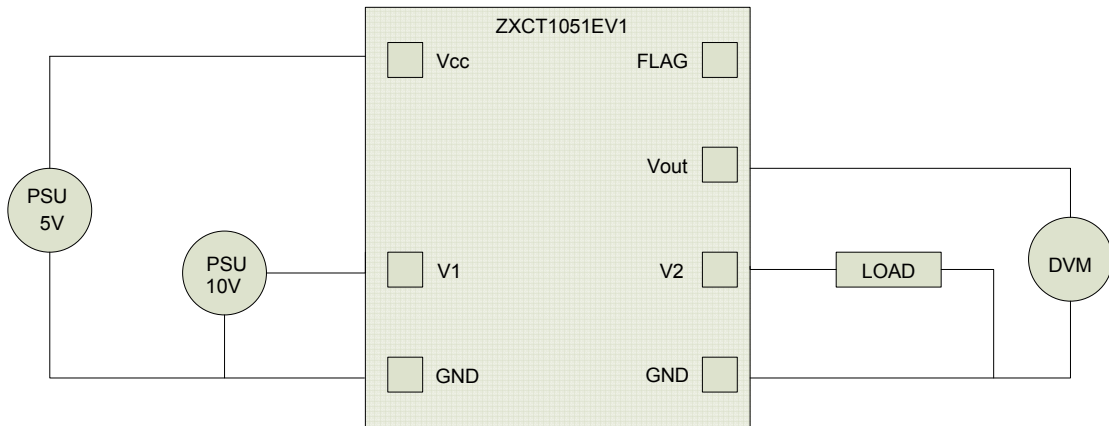 ZXCT1051EV1
Vcc
FLAG
Vout
PSU
5V
PSU
10V
V1
V2
LOAD
DVM
GND
GND